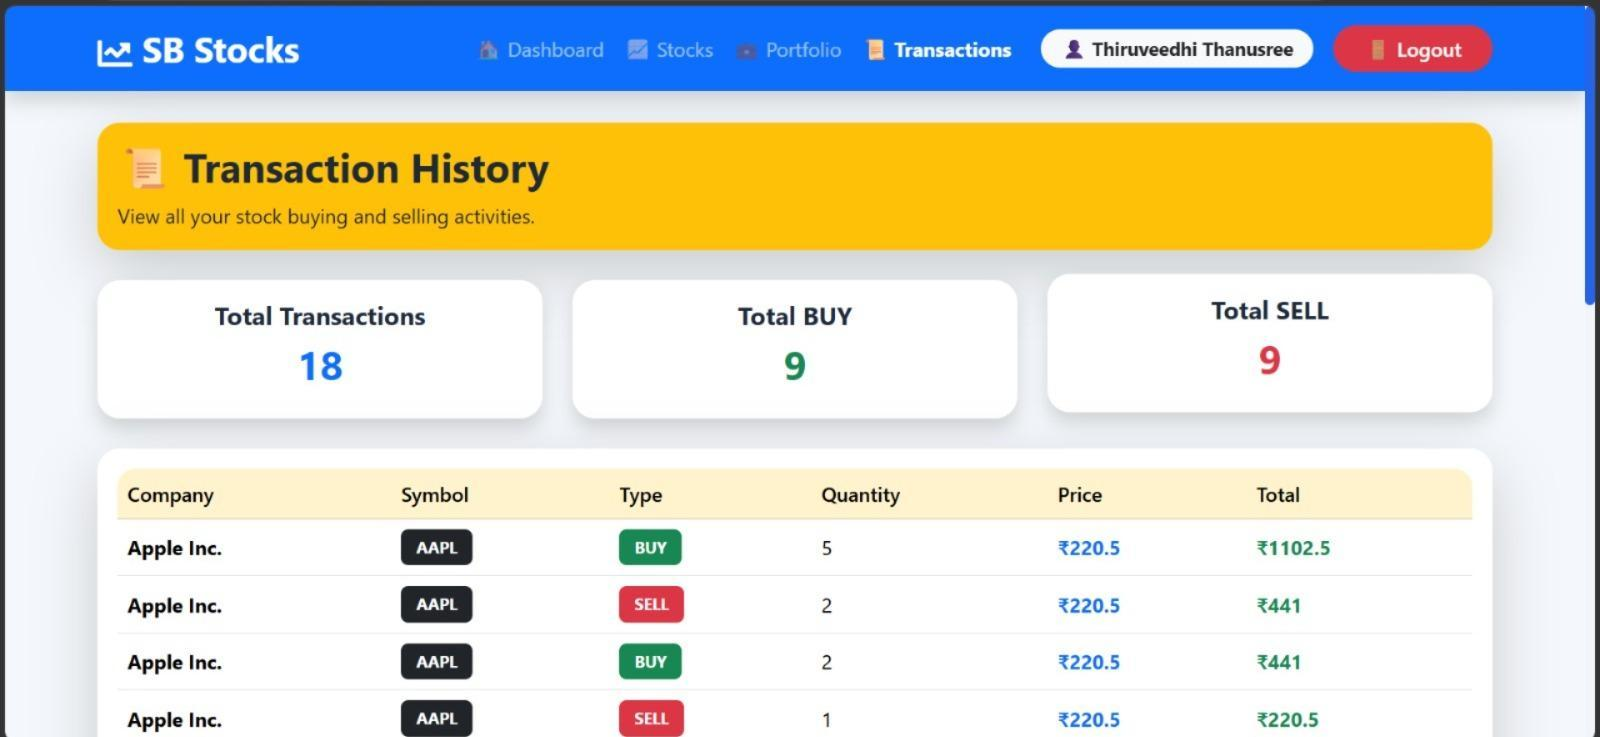 SB Stocks
Dashboard Stocks Portfolio Transactions Thiruveedhi Thanusree Logout
Transaction History
View all your stock buying and selling activities.
Total Transactions
18
Total BUY
9
Total SELL
9
Company Symbol Type Quantity Price Total
Apple Inc. AAPL BUY 5 ₹220.5 ₹1102.5
Apple Inc. AAPL SELL 2 ₹220.5 ₹441
Apple Inc. AAPL BUY 2 ₹220.5 ₹441
Apple Inc. AAPL SELL 1 ₹220.5 ₹220.5